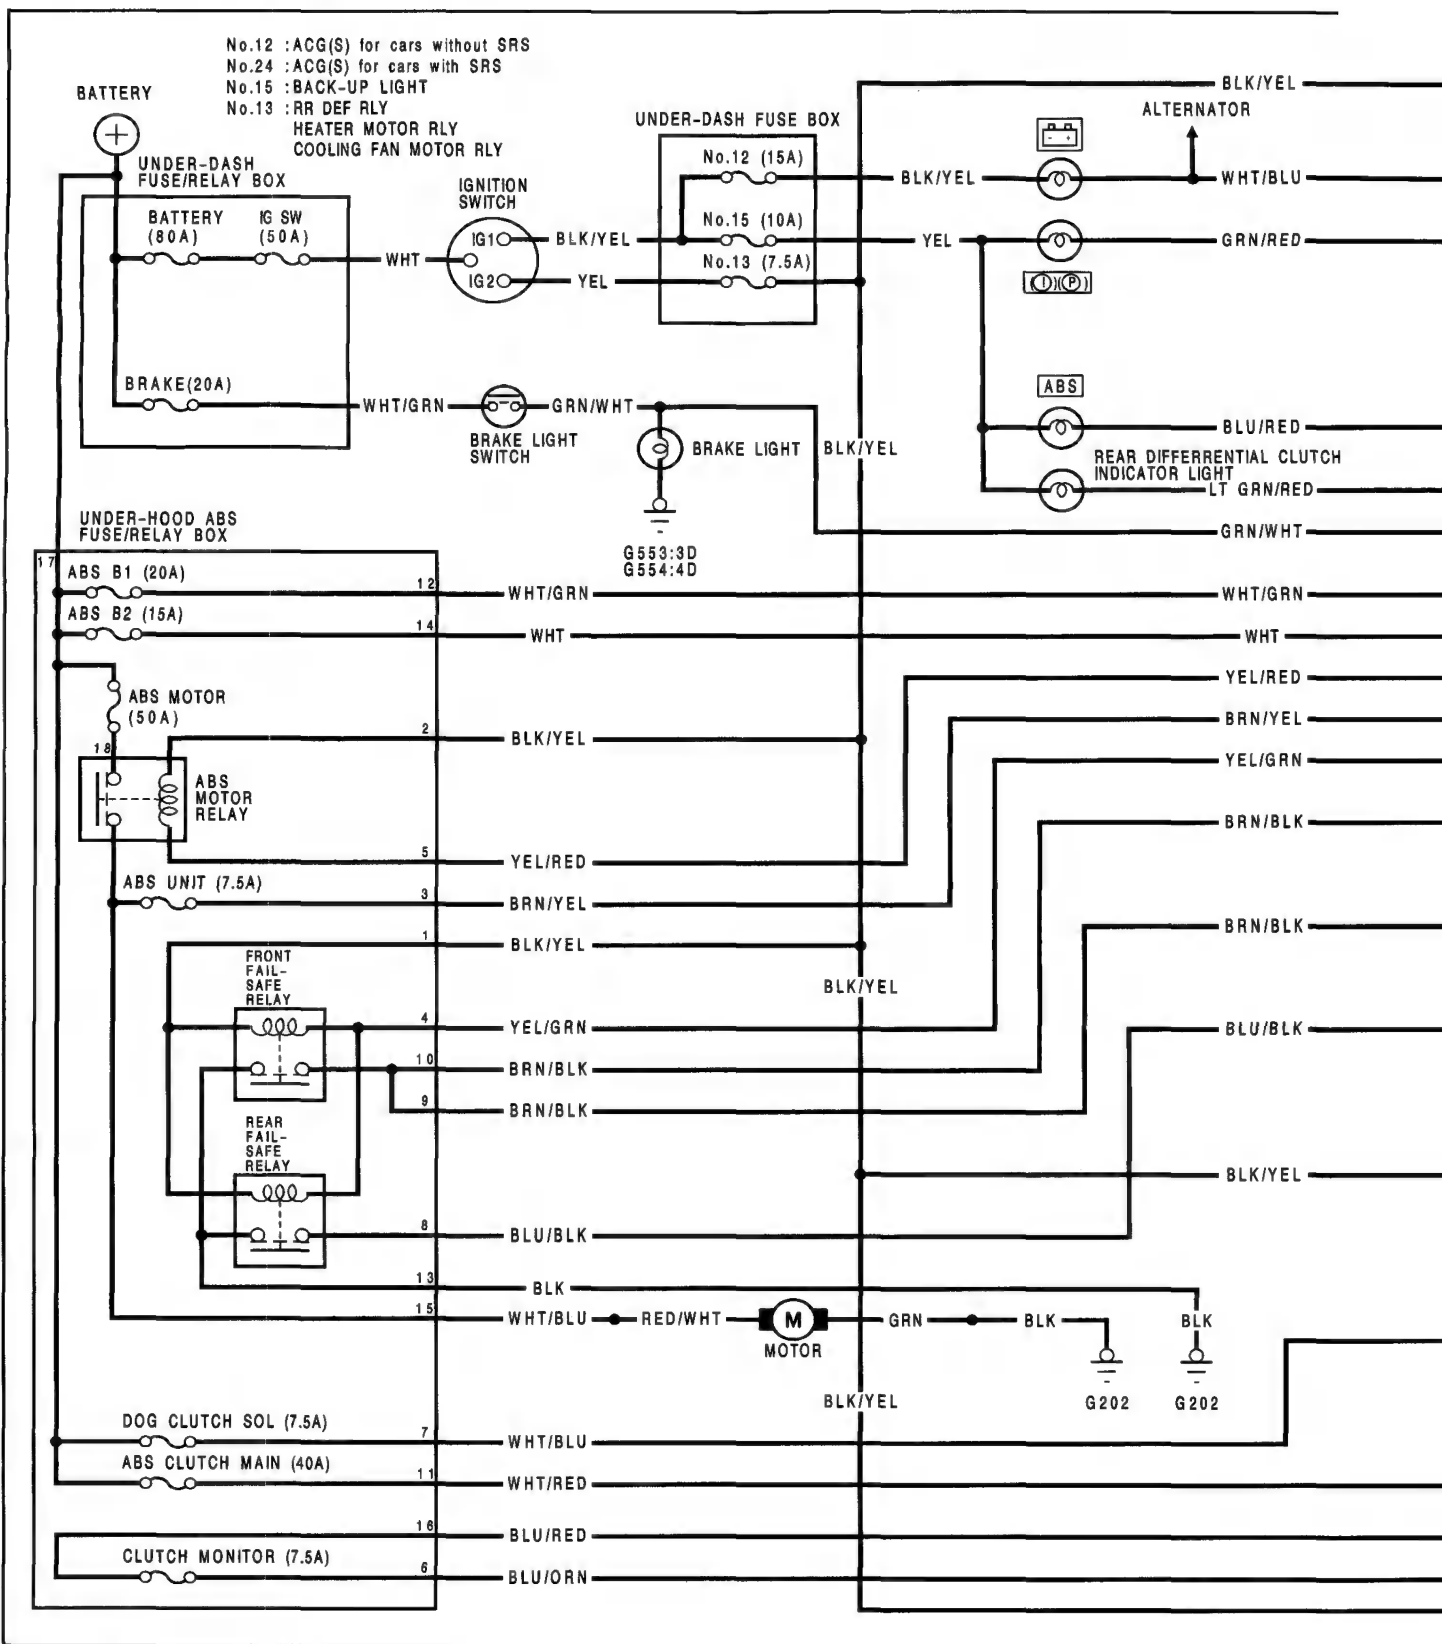 No.12 :ACG(S) for cars without SRS
No.24 :ACG(S) for cars with SRS
No.15 :BACK-UP LIGHT
No.13 :RR DEF RLY
HEATER MOTOR RLY
COOLING FAN MOTOR RLY
BATTERY
UNDER-DASH
FUSE/RELAY BOX
BATTERY
(80A)
IG SW
(50A)
WHT
IGNITION
SWITCH
IG1
IG2
BLK/YEL
YEL
UNDER-DASH FUSE BOX
No.12 (15A)
No.15 (10A)
No.13 (7.5A)
BLK/YEL
ALTERNATOR
BLK/YEL
WHT/BLU
YEL
GRN/RED
(I)(P)
BRAKE(20A)
WHT/GRN
BRAKE LIGHT
SWITCH
GRN/WHT
BRAKE LIGHT
BLK/YEL
G553:3D
G554:4D
ABS
BLU/RED
REAR DIFFERRENTIAL CLUTCH
INDICATOR LIGHT
LT GRN/RED
GRN/WHT
UNDER-HOOD ABS
FUSE/RELAY BOX
17
ABS B1 (20A)
12
WHT/GRN
WHT/GRN
ABS B2 (15A)
14
WHT
WHT
ABS MOTOR
(50A)
YEL/RED
BRN/YEL
18
2
BLK/YEL
YEL/GRN
ABS
MOTOR
RELAY
BRN/BLK
5
YEL/RED
ABS UNIT (7.5A)
3
BRN/YEL
BRN/BLK
1
BLK/YEL
FRONT
FAIL-
SAFE
RELAY
BLK/YEL
4
YEL/GRN
BLU/BLK
10
BRN/BLK
9
BRN/BLK
REAR
FAIL-
SAFE
RELAY
BLK/YEL
8
BLU/BLK
13
BLK
15
WHT/BLU
RED/WHT
M
MOTOR
GRN
BLK
BLK
G202
G202
BLK/YEL
DOG CLUTCH SOL (7.5A)
7
WHT/BLU
ABS CLUTCH MAIN (40A)
11
WHT/RED
16
BLU/RED
CLUTCH MONITOR (7.5A)
6
BLU/ORN